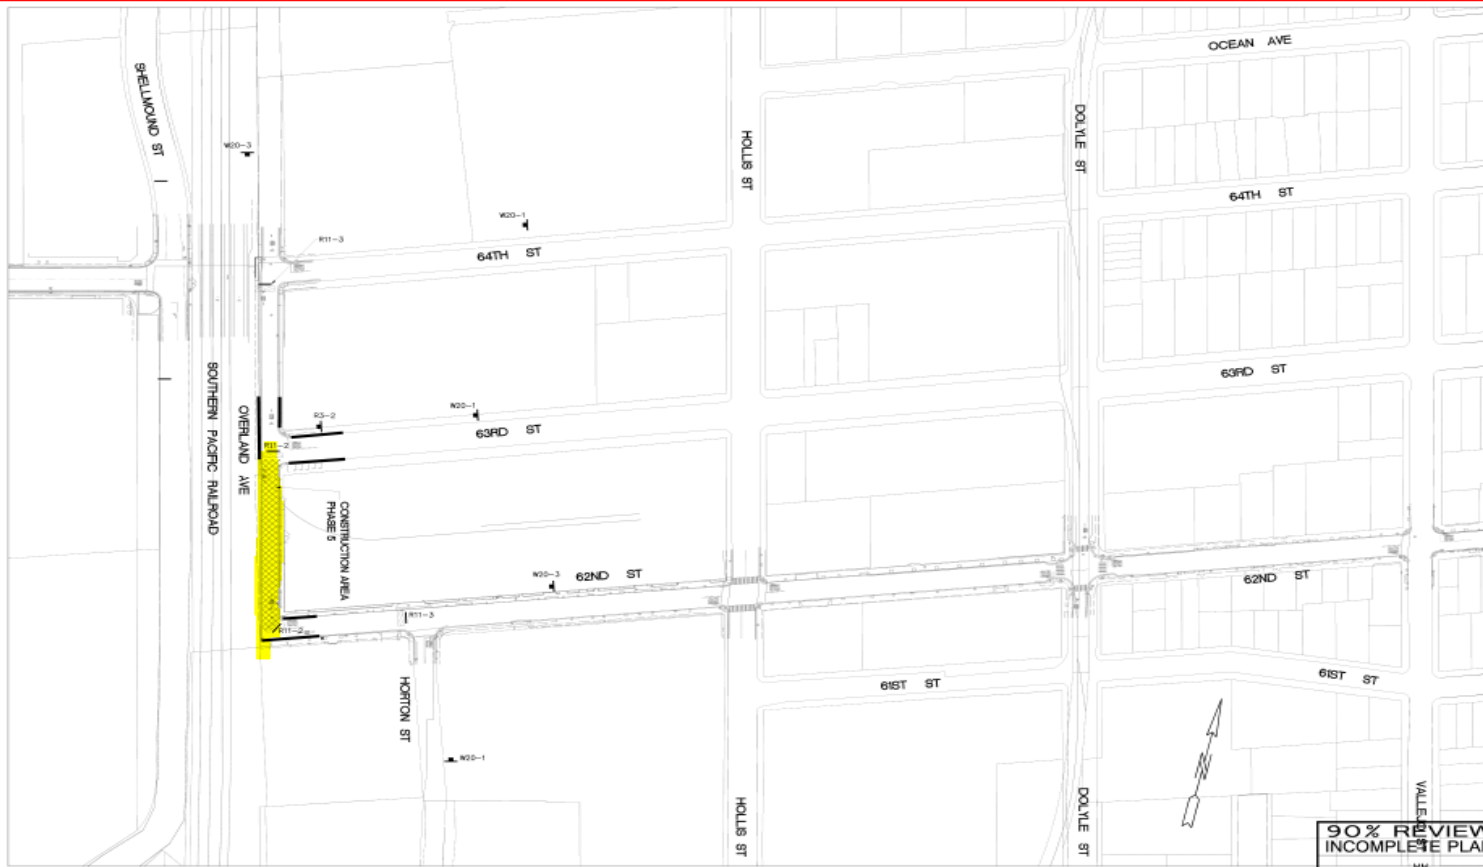 OCEAN AVE
SHELLMOUND ST
DOLYLE ST
HOLLIS ST
W20-3
64TH ST
W20-1
R11-3
64TH ST
63RD ST
SOUTHERN PACIFIC RAILROAD
OVERLAND AVE
R3-2
W20-1
63RD ST
R11-2
CONSTRUCTION AREA
PHASE 5
W20-3
62ND ST
62ND ST
R11-3
R11-2
61ST ST
61ST ST
HORTON ST
W20-1
N
HOLLIS ST
DOLYLE ST
90% REVIEW
INCOMPLETE PLA